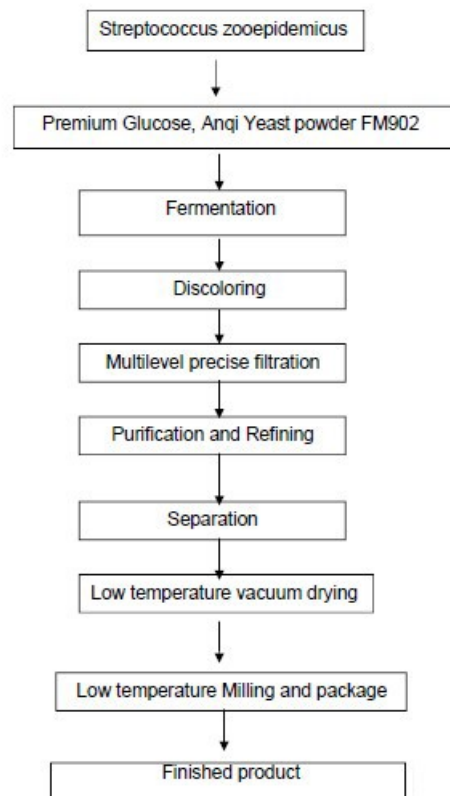 Streptococcus zooepidemicus
Premium Glucose, Anqi Yeast powder FM902
Fermentation
Discoloring
Multilevel precise filtration
Purification and Refining
Separation
Low temperature vacuum drying
Low temperature Milling and package
Finished product